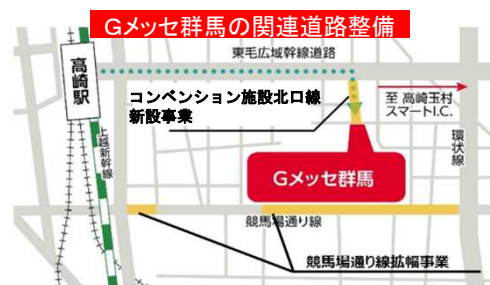 Gメッセ群馬の関連道路整備
東毛広域幹線道路
高崎駅
コンベンション施設北口線
新設事業
至 高崎玉村
スマートI.C.
上越新幹線
環状線
Gメッセ群馬
競馬場通り線
競馬場通り線拡幅事業